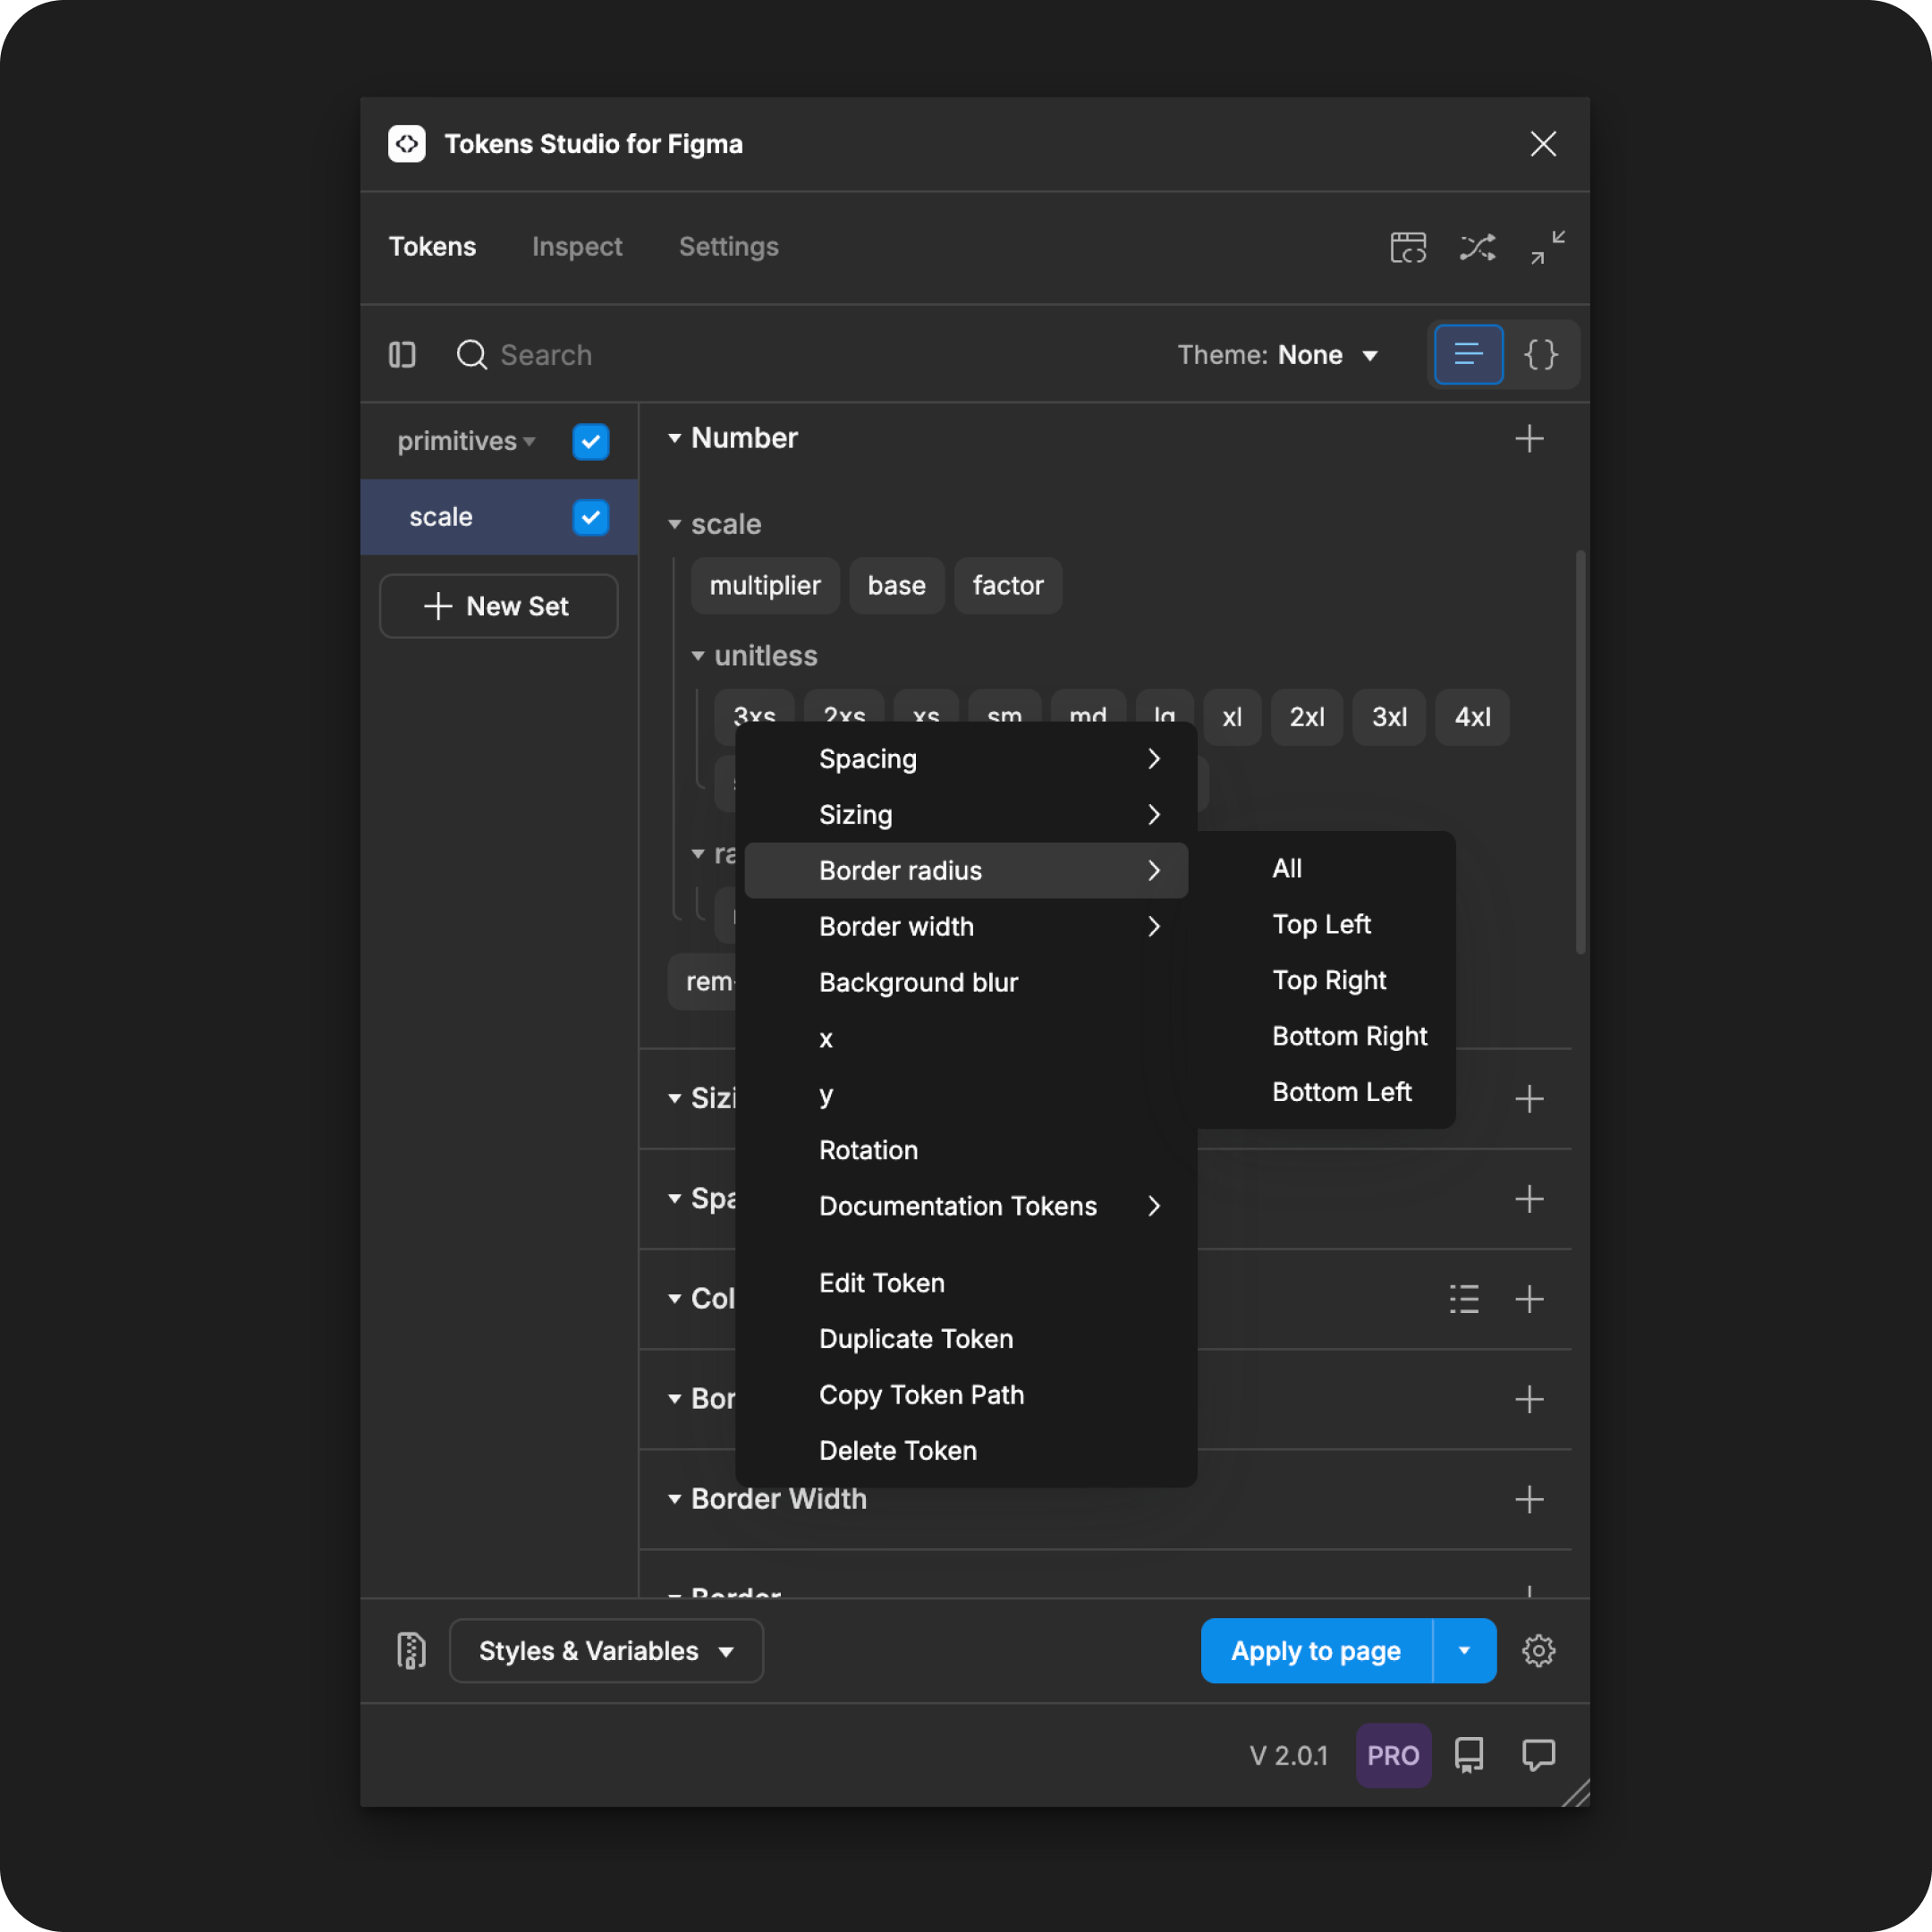 Tokens Studio for Figma
Tokens Inspect Settings
Search Theme: None
primitives
scale
New Set
Number
scale
multiplier base factor
unitless
3xs 2xs xs sm md lg xl 2xl 3xl 4xl
Spacing
Sizing
Border radius
Border width
Background blur
x
y
Rotation
Documentation Tokens
Edit Token
Duplicate Token
Copy Token Path
Delete Token
All
Top Left
Top Right
Bottom Right
Bottom Left
rem-
Sizi
Spa
Col
Bor
Border Width
Border
Styles & Variables Apply to page
V 2.0.1 PRO